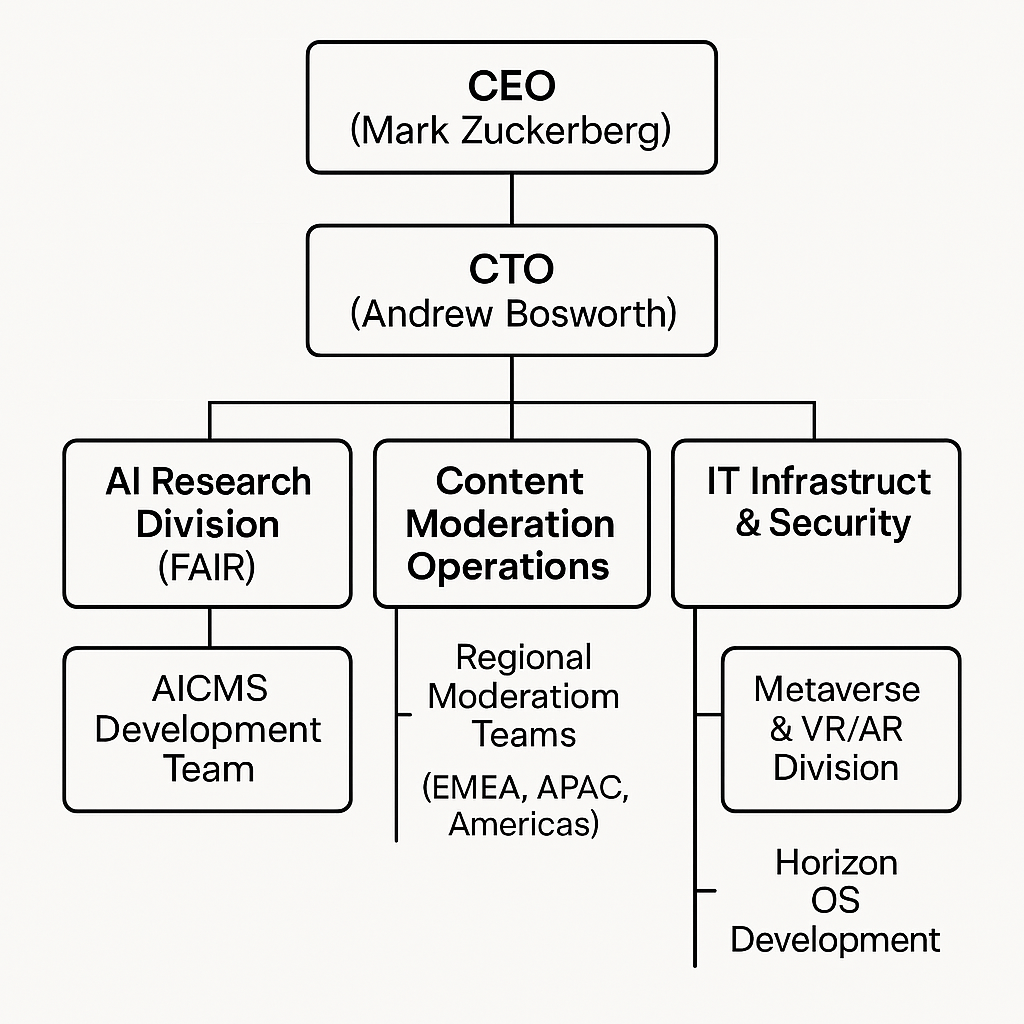 CEO
(Mark Zuckerberg)
CTO
(Andrew Bosworth)
AI Research
Division
(FAIR)
Content
Moderation
Operations
IT Infrastruct
& Security
AICMS
Development
Team
Regional
Moderatiom
Teams
(EMEA, APAC,
Americas)
Metaverse
& VR/AR
Division
Horizon
OS
Development